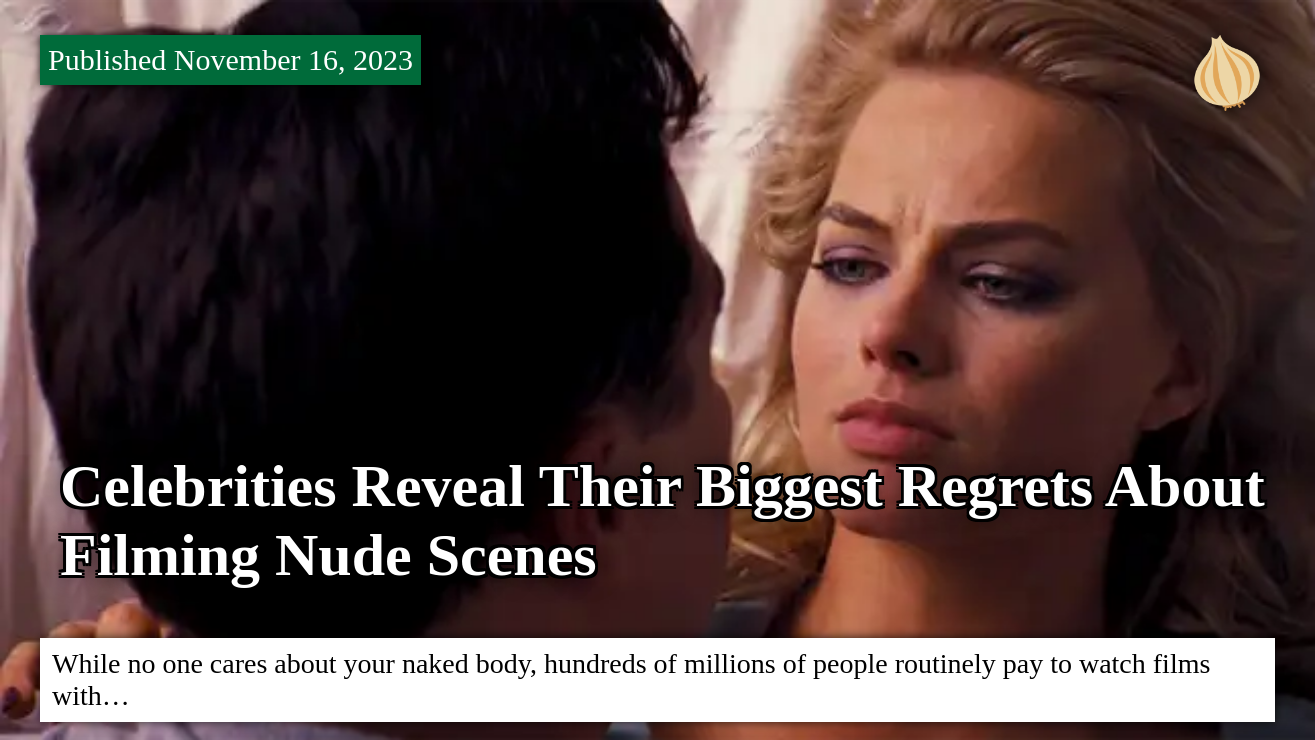 Published November 16, 2023
Celebrities Reveal Their Biggest Regrets About
Filming Nude Scenes
While no one cares about your naked body, hundreds of millions of people routinely pay to watch films
with…